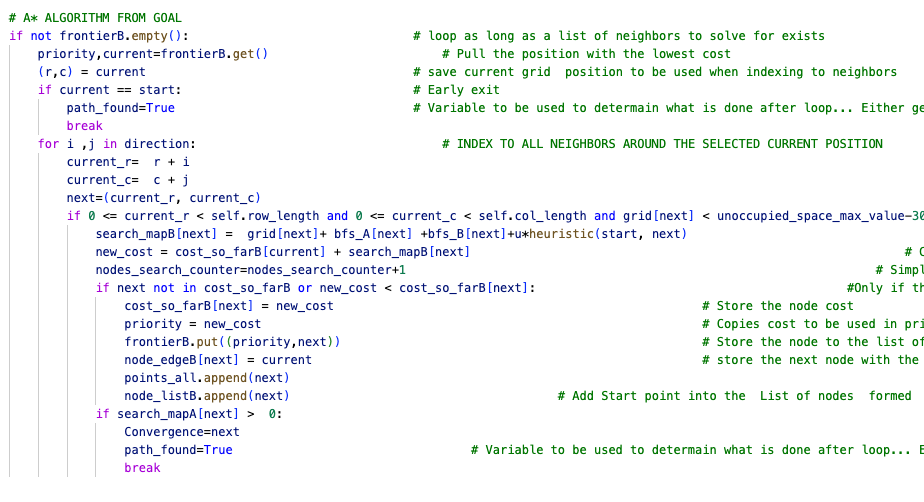 # A* ALGORITHM FROM GOAL
if not frontierB.empty(): # loop as long as a list of neighbors to solve for exists
priority,current=frontierB.get() # Pull the position with the lowest cost
(r,c) = current # save current grid  position to be used when indexing to neighbors
if current == start: # Early exit
path_found=True # Variable to be used to determain what is done after loop... Either ge
break
for i ,j in direction: # INDEX TO ALL NEIGHBORS AROUND THE SELECTED CURRENT POSITION
current_r=  r + i
current_c=  c + j
next=(current_r, current_c)
if 0 <= current_r < self.row_length and 0 <= current_c < self.col_length and grid[next] < unoccupied_space_max_value-30
search_mapB[next] =  grid[next]+ bfs_A[next] +bfs_B[next]+u*heuristic(start, next)
new_cost = cost_so_farB[current] + search_mapB[next] #
nodes_search_counter=nodes_search_counter+1 # Simpl
if next not in cost_so_farB or new_cost < cost_so_farB[next]: #Only if th
cost_so_farB[next] = new_cost # Store the node cost
priority = new_cost # Copies cost to be used in pri
frontierB.put((priority,next)) # Store the node to the list of
node_edgeB[next] = current # store the next node with the
points_all.append(next)
node_listB.append(next) # Add Start point into the  List of nodes  formed
if search_mapA[next] >  0:
Convergence=next
path_found=True # Variable to be used to determain what is done after loop...
break